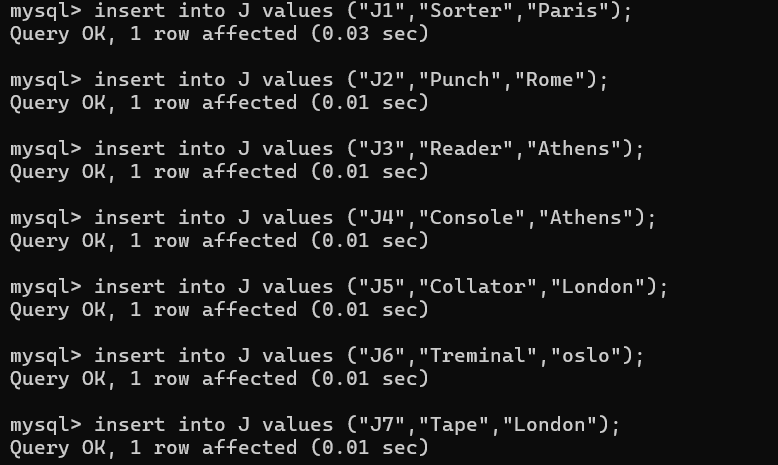 mysql> insert into J values ("J1","Sorter","Paris");
Query OK, 1 row affected (0.03 sec)
mysql> insert into J values ("J2","Punch","Rome");
Query OK, 1 row affected (0.01 sec)
mysql> insert into J values ("J3","Reader","Athens");
Query OK, 1 row affected (0.01 sec)
mysql> insert into J values ("J4","Console","Athens");
Query OK, 1 row affected (0.01 sec)
mysql> insert into J values ("J5","Collator","London");
Query OK, 1 row affected (0.01 sec)
mysql> insert into J values ("J6","Treminal","oslo");
Query OK, 1 row affected (0.01 sec)
mysql> insert into J values ("J7","Tape","London");
Query OK, 1 row affected (0.01 sec)